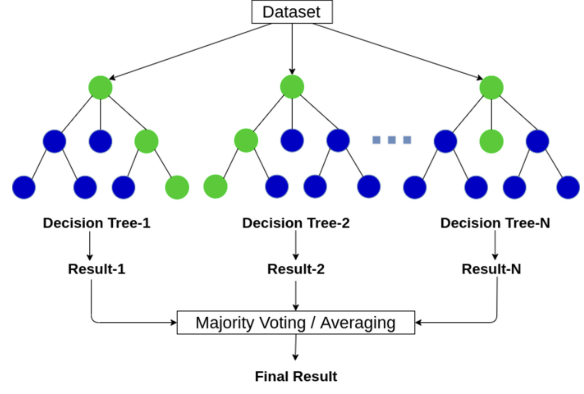 Dataset
Decision Tree-1
Decision Tree-2
Decision Tree-N
Result-1
Result-2
Result-N
Majority Voting / Averaging
Final Result